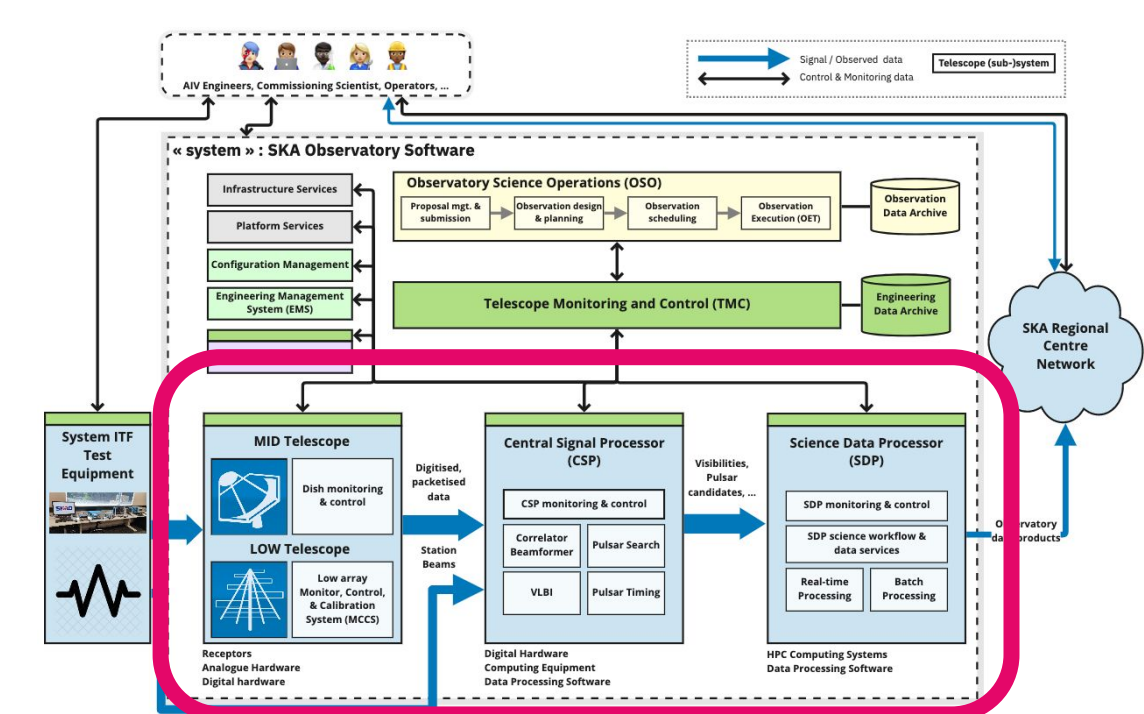 AIV Engineers, Commissioning Scientist, Operators, ...
Signal / Observed data
Control & Monitoring data
Telescope (sub-)system
« system » : SKA Observatory Software
Infrastructure Services
Platform Services
Configuration Management
Engineering Management
System (EMS)
Observatory Science Operations (OSO)
Proposal mgt. &
submission
Observation design
& planning
Observation
scheduling
Observation
Execution (OET)
Observation
Data Archive
Telescope Monitoring and Control (TMC)
Engineering
Data Archive
SKA Regional
Centre
Network
System ITF
Test
Equipment
MID Telescope
Dish monitoring
& control
LOW Telescope
Low array
Monitor, Control,
& Calibration
System (MCCS)
Receptors
Analogue Hardware
Digital hardware
Digitised,
packetised
data
Station
Beams
Central Signal Processor
(CSP)
CSP monitoring & control
Correlator
Beamformer
Pulsar Search
VLBI
Pulsar Timing
Digital Hardware
Computing Equipment
Data Processing Software
Visibilities,
Pulsar
candidates, ...
Science Data Processor
(SDP)
SDP monitoring & control
SDP science workflow &
data services
Real-time
Processing
Batch
Processing
HPC Computing Systems
Data Processing Software
products